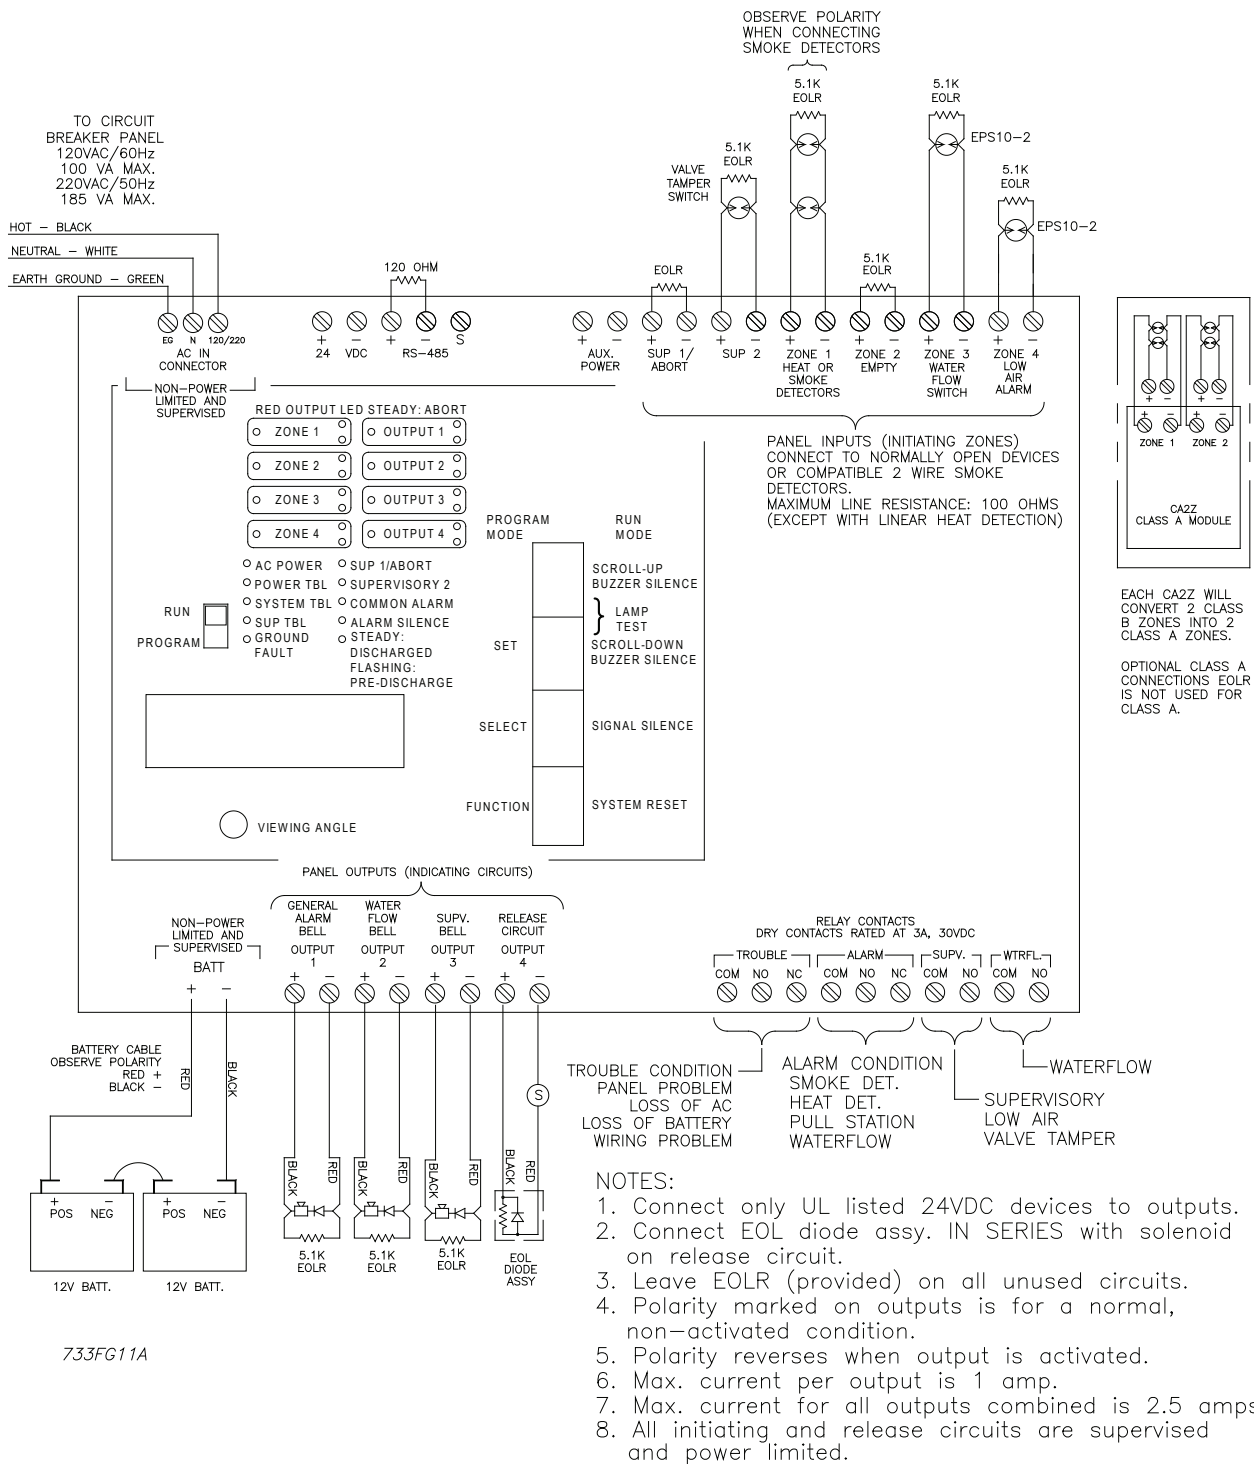 OBSERVE POLARITY
WHEN CONNECTING
SMOKE DETECTORS
5.1K
EOLR
5.1K
EOLR
EPS10-2
TO CIRCUIT
BREAKER PANEL
120VAC/60Hz
100 VA MAX.
220VAC/50Hz
185 VA MAX.
5.1K
EOLR
VALVE
TAMPER
SWITCH
5.1K
EOLR
EPS10-2
HOT - BLACK
NEUTRAL - WHITE
EARTH GROUND - GREEN
120 OHM
EOLR
5.1K
EOLR
EG N 120/220
AC IN
CONNECTOR
+ -
24 VDC
+ - S
RS-485
+ -
AUX.
POWER
+ -
SUP 1/
ABORT
+ -
SUP 2
+ -
ZONE 1
HEAT OR
SMOKE
DETECTORS
+ -
ZONE 2
EMPTY
+ -
ZONE 3
WATER
FLOW
SWITCH
+ -
ZONE 4
LOW
AIR
ALARM
NON-POWER
LIMITED AND
SUPERVISED
+ - + -
+ - + -
ZONE 1 ZONE 2
CA2Z
CLASS A MODULE
RED OUTPUT LED STEADY: ABORT
ZONE 1 OUTPUT 1
ZONE 2 OUTPUT 2
ZONE 3 OUTPUT 3
ZONE 4 OUTPUT 4
PANEL INPUTS (INITIATING ZONES)
CONNECT TO NORMALLY OPEN DEVICES
OR COMPATIBLE 2 WIRE SMOKE
DETECTORS.
MAXIMUM LINE RESISTANCE: 100 OHMS
(EXCEPT WITH LINEAR HEAT DETECTION)
PROGRAM
MODE
RUN
MODE
AC POWER
POWER TBL
SYSTEM TBL
SUP TBL
GROUND
FAULT
SUP 1/ABORT
SUPERVISORY 2
COMMON ALARM
ALARM SILENCE
STEADY:
DISCHARGED
FLASHING:
PRE-DISCHARGE
RUN
PROGRAM
SCROLL-UP
BUZZER SILENCE
LAMP
TEST
SET
SCROLL-DOWN
BUZZER SILENCE
SELECT
SIGNAL SILENCE
FUNCTION
SYSTEM RESET
EACH CA2Z WILL
CONVERT 2 CLASS
B ZONES INTO 2
CLASS A ZONES.
OPTIONAL CLASS A
CONNECTIONS EOLR
IS NOT USED FOR
CLASS A.
VIEWING ANGLE
PANEL OUTPUTS (INDICATING CIRCUITS)
NON-POWER
LIMITED AND
SUPERVISED
BATT
+ -
GENERAL
ALARM
BELL
OUTPUT
1
+ -
WATER
FLOW
BELL
OUTPUT
2
+ -
SUPV.
BELL
OUTPUT
3
+ -
RELEASE
CIRCUIT
OUTPUT
4
+ -
RELAY CONTACTS
DRY CONTACTS RATED AT 3A, 30VDC
TROUBLE
COM NO NC
ALARM
COM NO NC
SUPV.
COM NO
WTRFL.
COM NO
BATTERY CABLE
OBSERVE POLARITY
RED +
BLACK -
RED
BLACK
S
TROUBLE CONDITION
PANEL PROBLEM
LOSS OF AC
LOSS OF BATTERY
WIRING PROBLEM
ALARM CONDITION
SMOKE DET.
HEAT DET.
PULL STATION
WATERFLOW
SUPERVISORY
LOW AIR
VALVE TAMPER
WATERFLOW
+ -
POS NEG
+ -
POS NEG
12V BATT.
12V BATT.
BLACK
RED
5.1K
EOLR
BLACK
RED
5.1K
EOLR
BLACK
RED
5.1K
EOLR
BLACK
RED
EOL
DIODE
ASSY
733FG11A
NOTES:
1. Connect only UL listed 24VDC devices to outputs.
2. Connect EOL diode assy. IN SERIES with solenoid
on release circuit.
3. Leave EOLR (provided) on all unused circuits.
4. Polarity marked on outputs is for a normal,
non-activated condition.
5. Polarity reverses when output is activated.
6. Max. current per output is 1 amp.
7. Max. current for all outputs combined is 2.5 amps
8. All initiating and release circuits are supervised
and power limited.